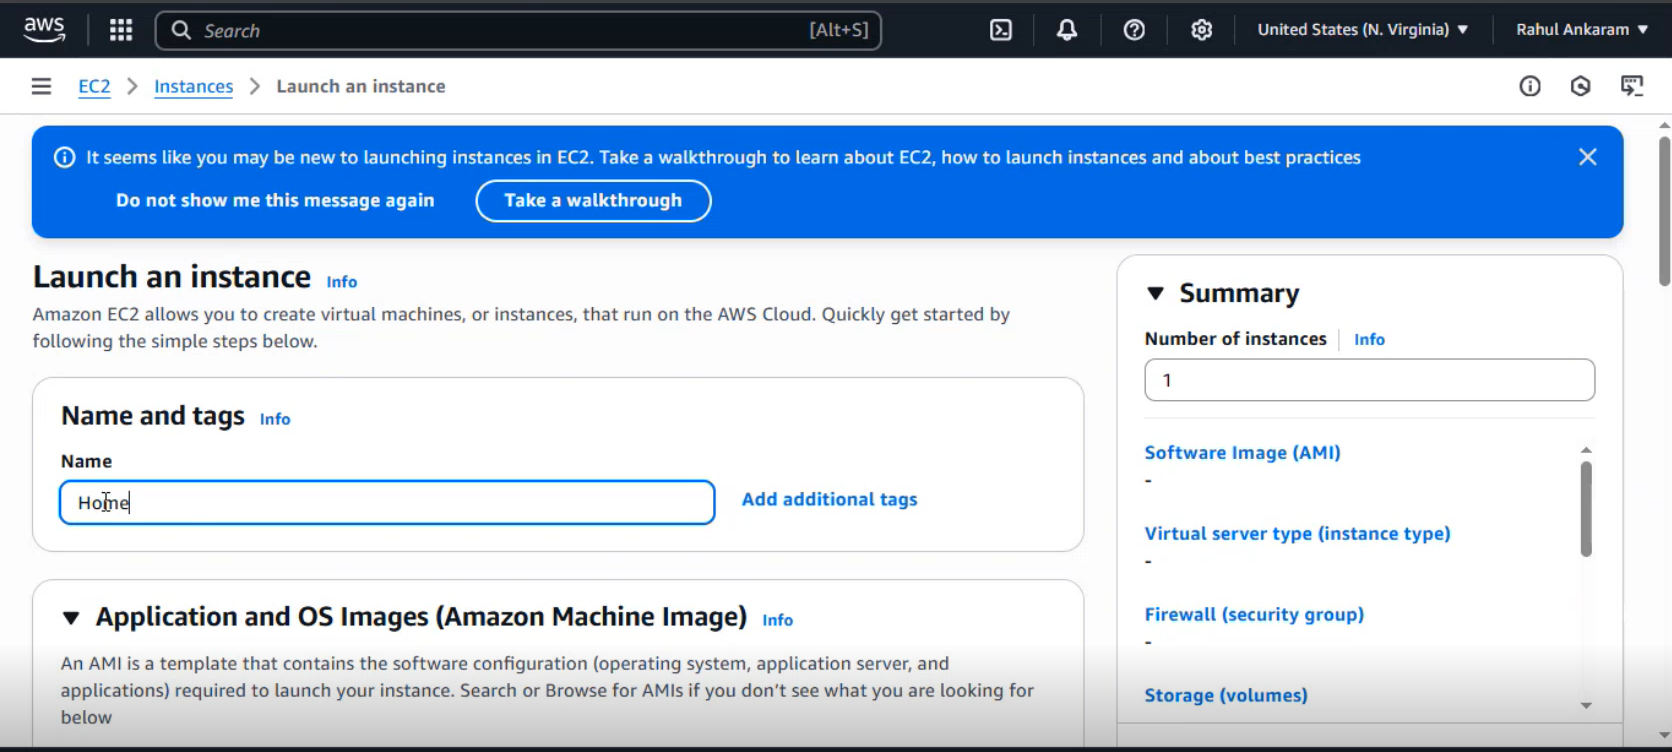 aws
Search [Alt+S]
United States (N. Virginia) ▼
Rahul Ankaram ▼
EC2 > Instances > Launch an instance
It seems like you may be new to launching instances in EC2. Take a walkthrough to learn about EC2, how to launch instances and about best practices
Do not show me this message again
Take a walkthrough
Launch an instance Info
Amazon EC2 allows you to create virtual machines, or instances, that run on the AWS Cloud. Quickly get started by
following the simple steps below.
Name and tags Info
Name
Home
Add additional tags
▼ Application and OS Images (Amazon Machine Image) Info
An AMI is a template that contains the software configuration (operating system, application server, and
applications) required to launch your instance. Search or Browse for AMIs if you don't see what you are looking for
below
▼ Summary
Number of instances Info
1
Software Image (AMI)
-
Virtual server type (instance type)
-
Firewall (security group)
-
Storage (volumes)